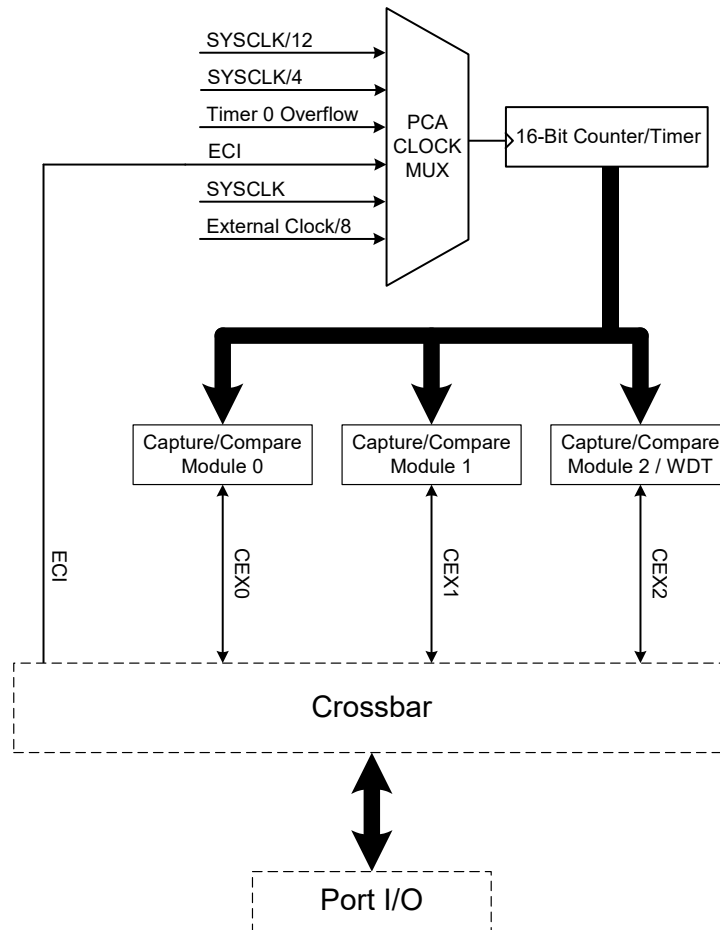 SYSCLK/12
SYSCLK/4
Timer 0 Overflow
ECI
SYSCLK
External Clock/8
PCA
CLOCK
MUX
16-Bit Counter/Timer
Capture/Compare
Module 0
Capture/Compare
Module 1
Capture/Compare
Module 2 / WDT
ECI
CEX0
CEX1
CEX2
Crossbar
Port I/O